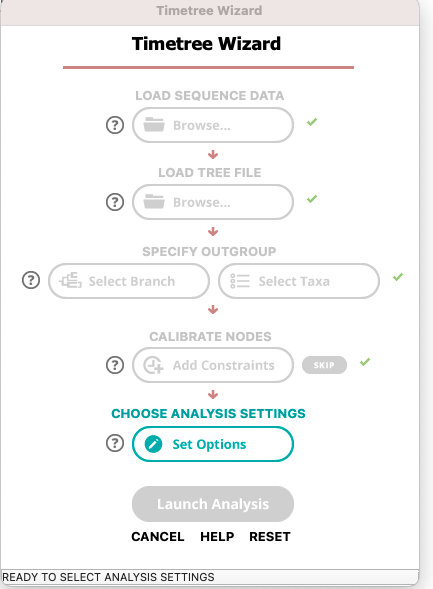 Timetree Wizard
Timetree Wizard
LOAD SEQUENCE DATA
? Browse...
LOAD TREE FILE
? Browse...
SPECIFY OUTGROUP
? Select Branch Select Taxa
CALIBRATE NODES
? Add Constraints SKIP
CHOOSE ANALYSIS SETTINGS
? Set Options
Launch Analysis
CANCEL HELP RESET
READY TO SELECT ANALYSIS SETTINGS